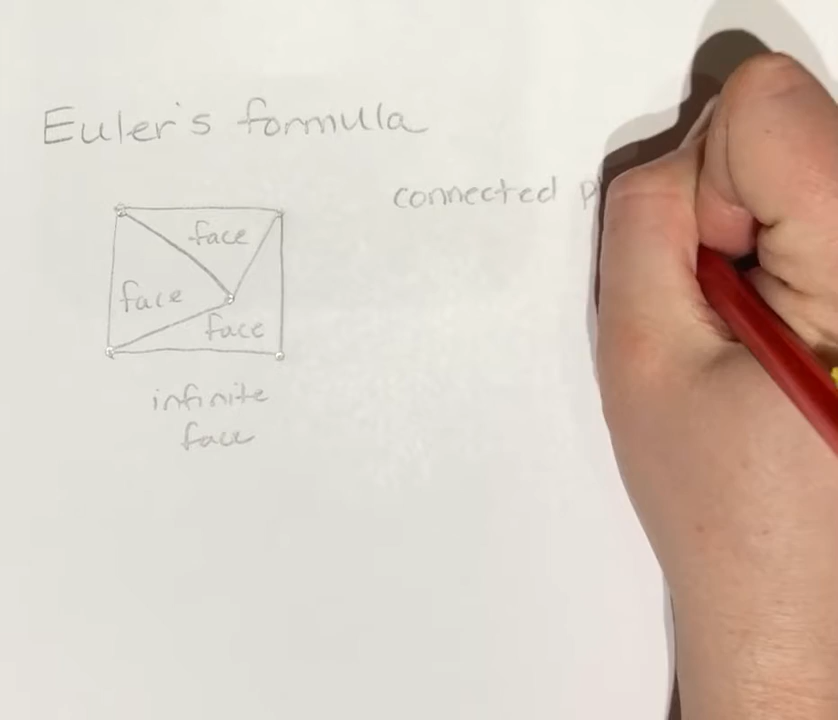 Euler's formula
connected
face
face
face
infinite
face